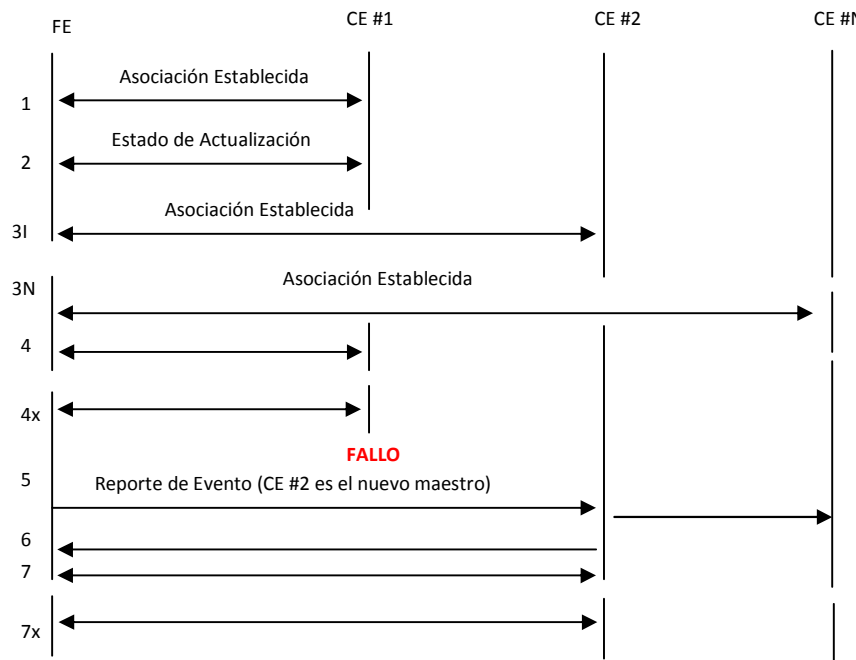 FE
CE #1
CE #2
CE #N
Asociación Establecida
1
Estado de Actualización
2
Asociación Establecida
3I
Asociación Establecida
3N
4
4x
FALLO
5
Reporte de Evento (CE #2 es el nuevo maestro)
6
7
7x